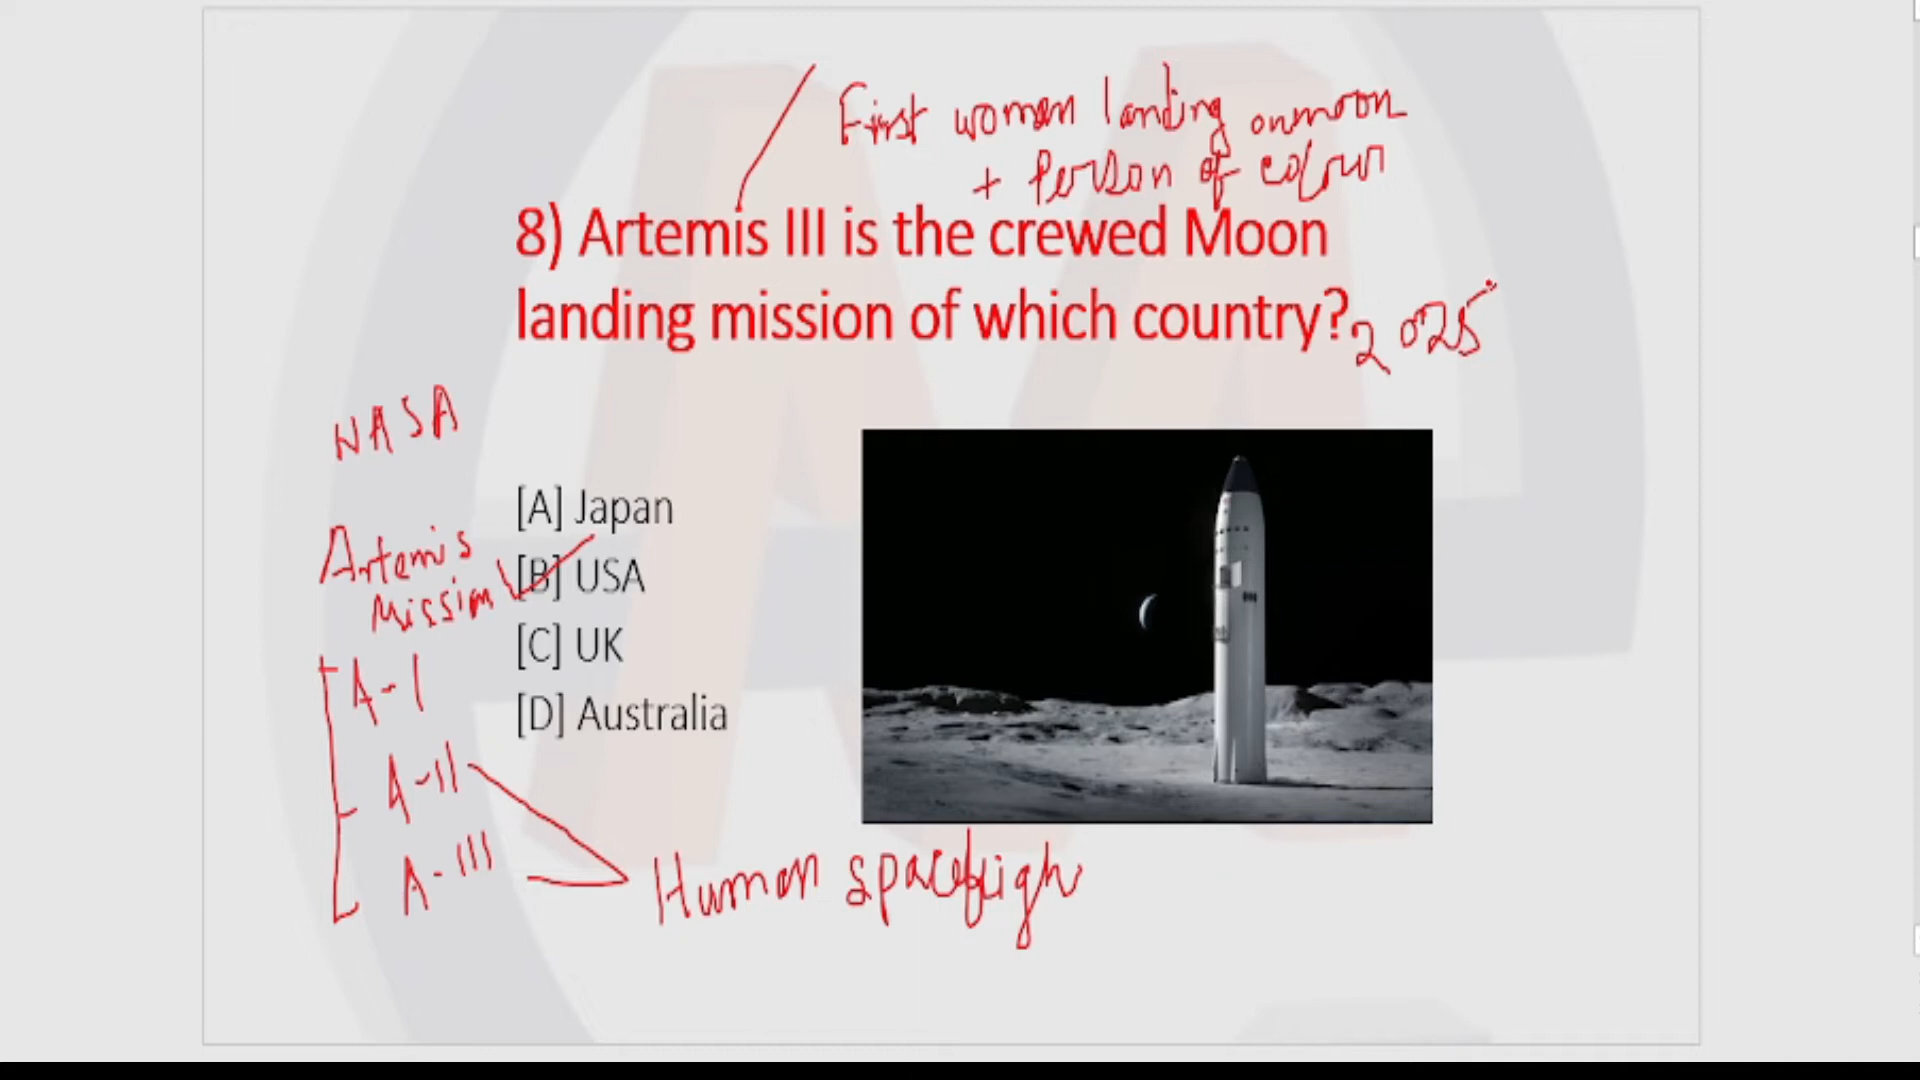 First women landing on moon
+ Person of colour
8) Artemis III is the crewed Moon
landing mission of which country?
2025
NASA
[A] Japan
Artemis
Mission
[B] USA
[C] UK
A-I
[D] Australia
A-II
A-III
Human spacefligh